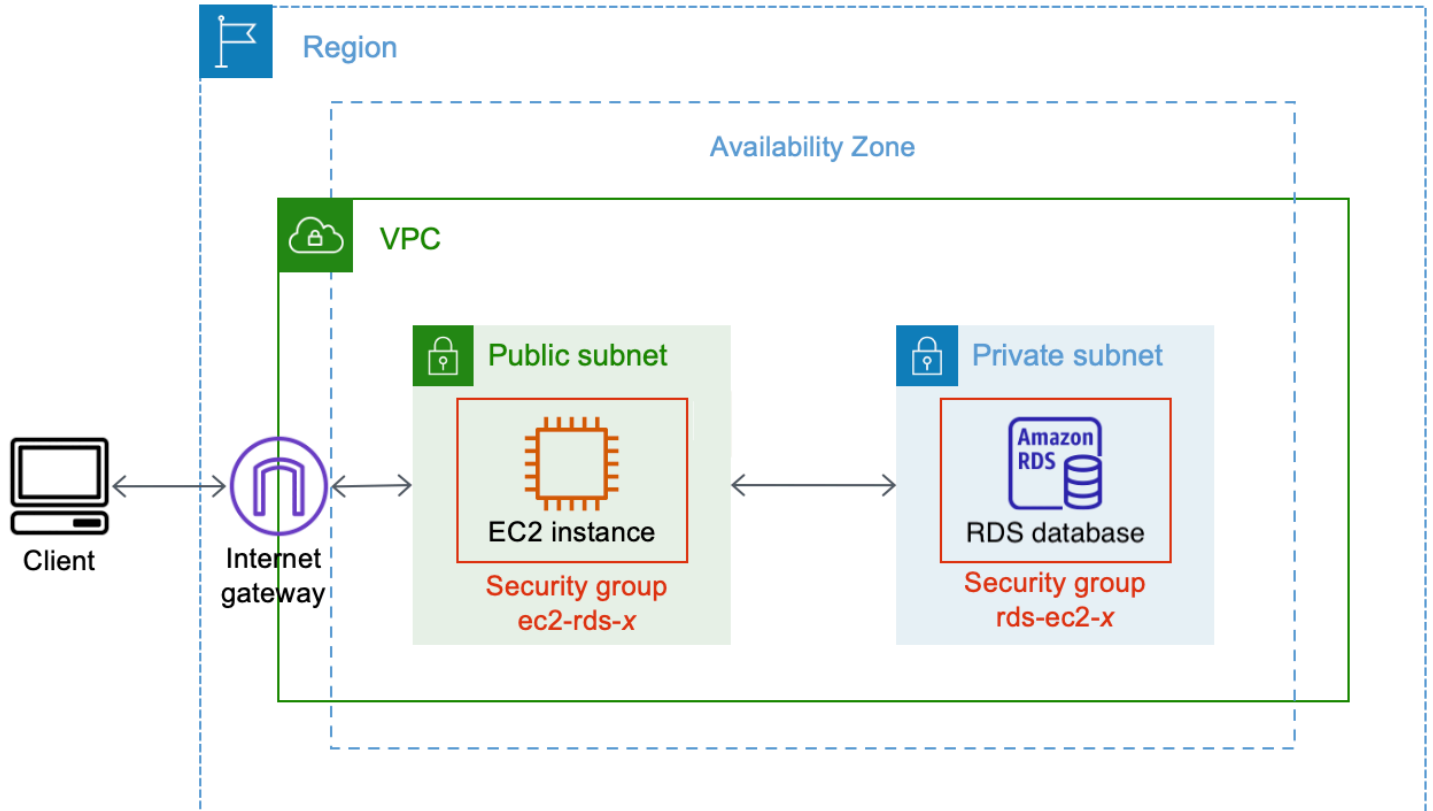 Region
Availability Zone
VPC
Public subnet
Private subnet
Amazon
RDS
EC2 instance
RDS database
Client
Internet
gateway
Security group
ec2-rds-x
Security group
rds-ec2-x